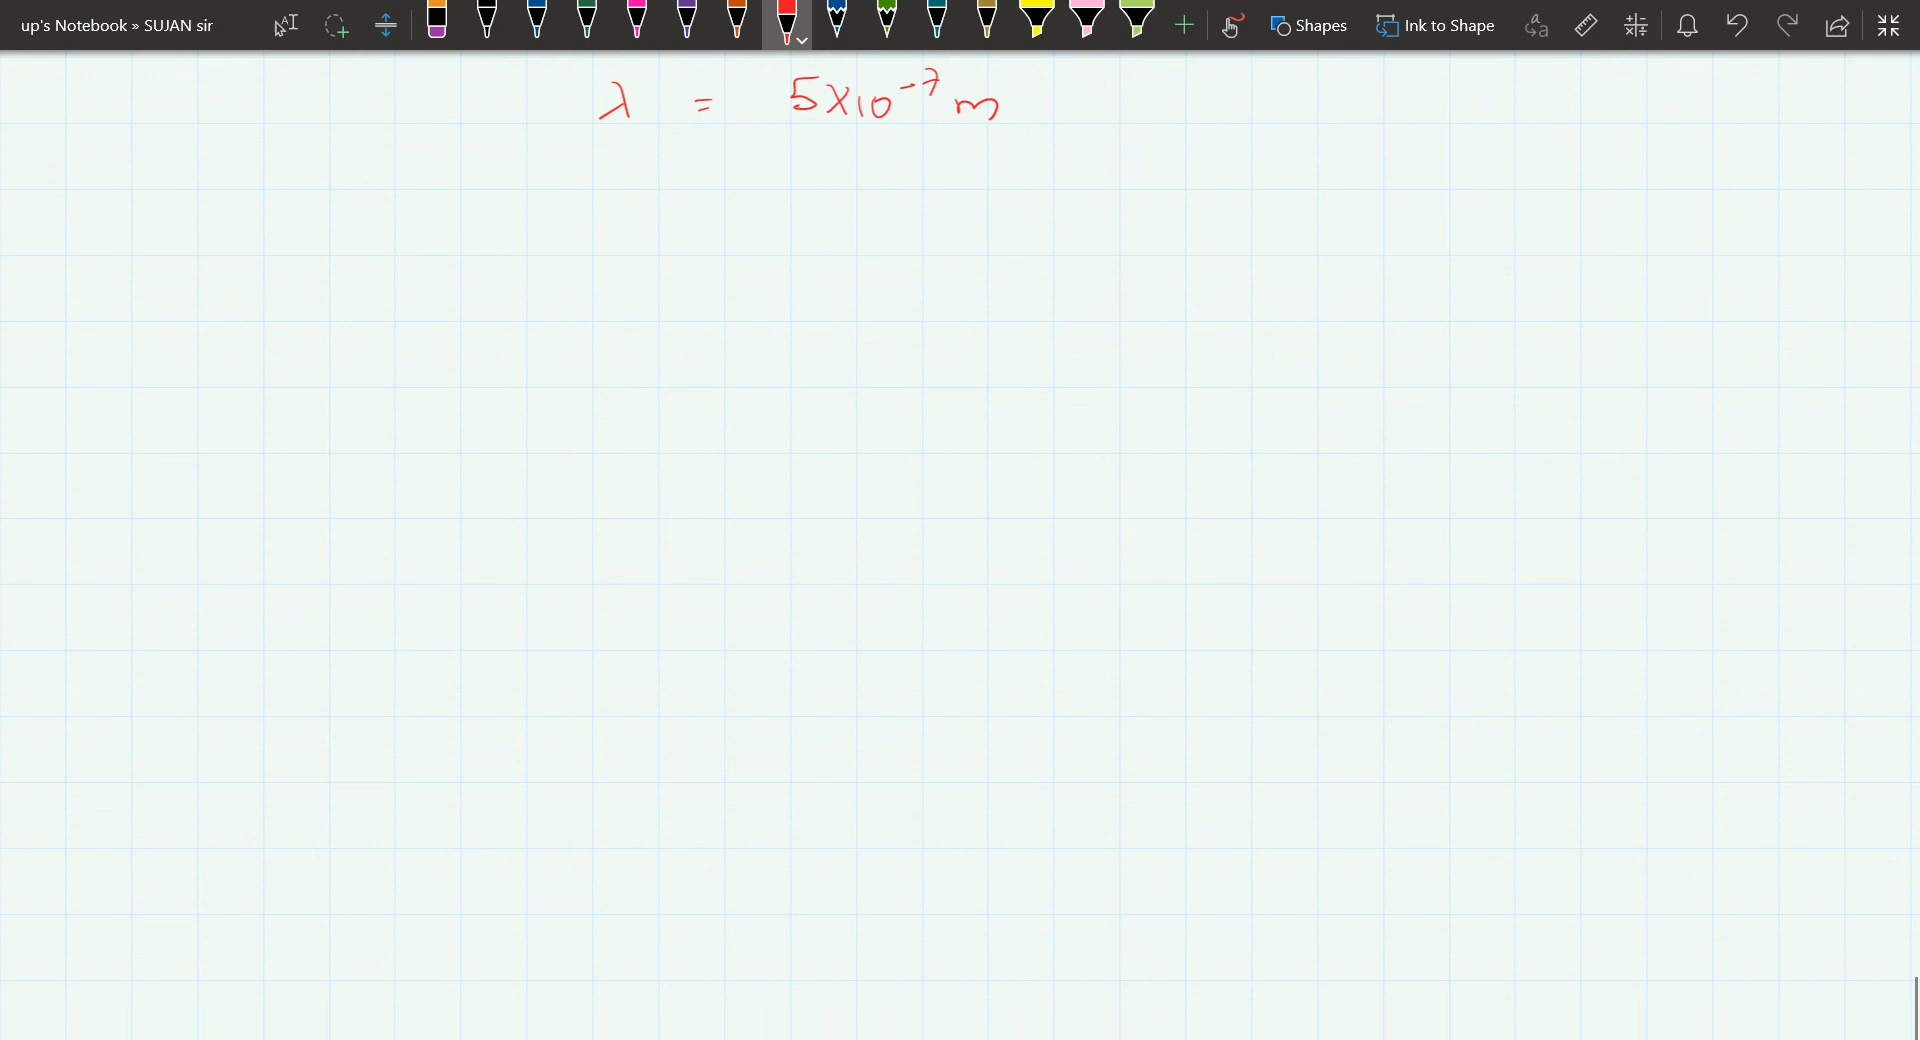 up's Notebook » SUJAN sir
Shapes
Ink to Shape
λ = 5×10⁻⁷ m